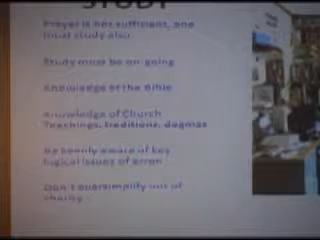 STUDY
Prayer is not sufficient, one
must study also
Study must be on-going
Knowledge of the Bible
Knowledge of Church
Teachings, traditions, dogmas
Be keenly aware of key
logical issues of error
Don't oversimplify out of
charity